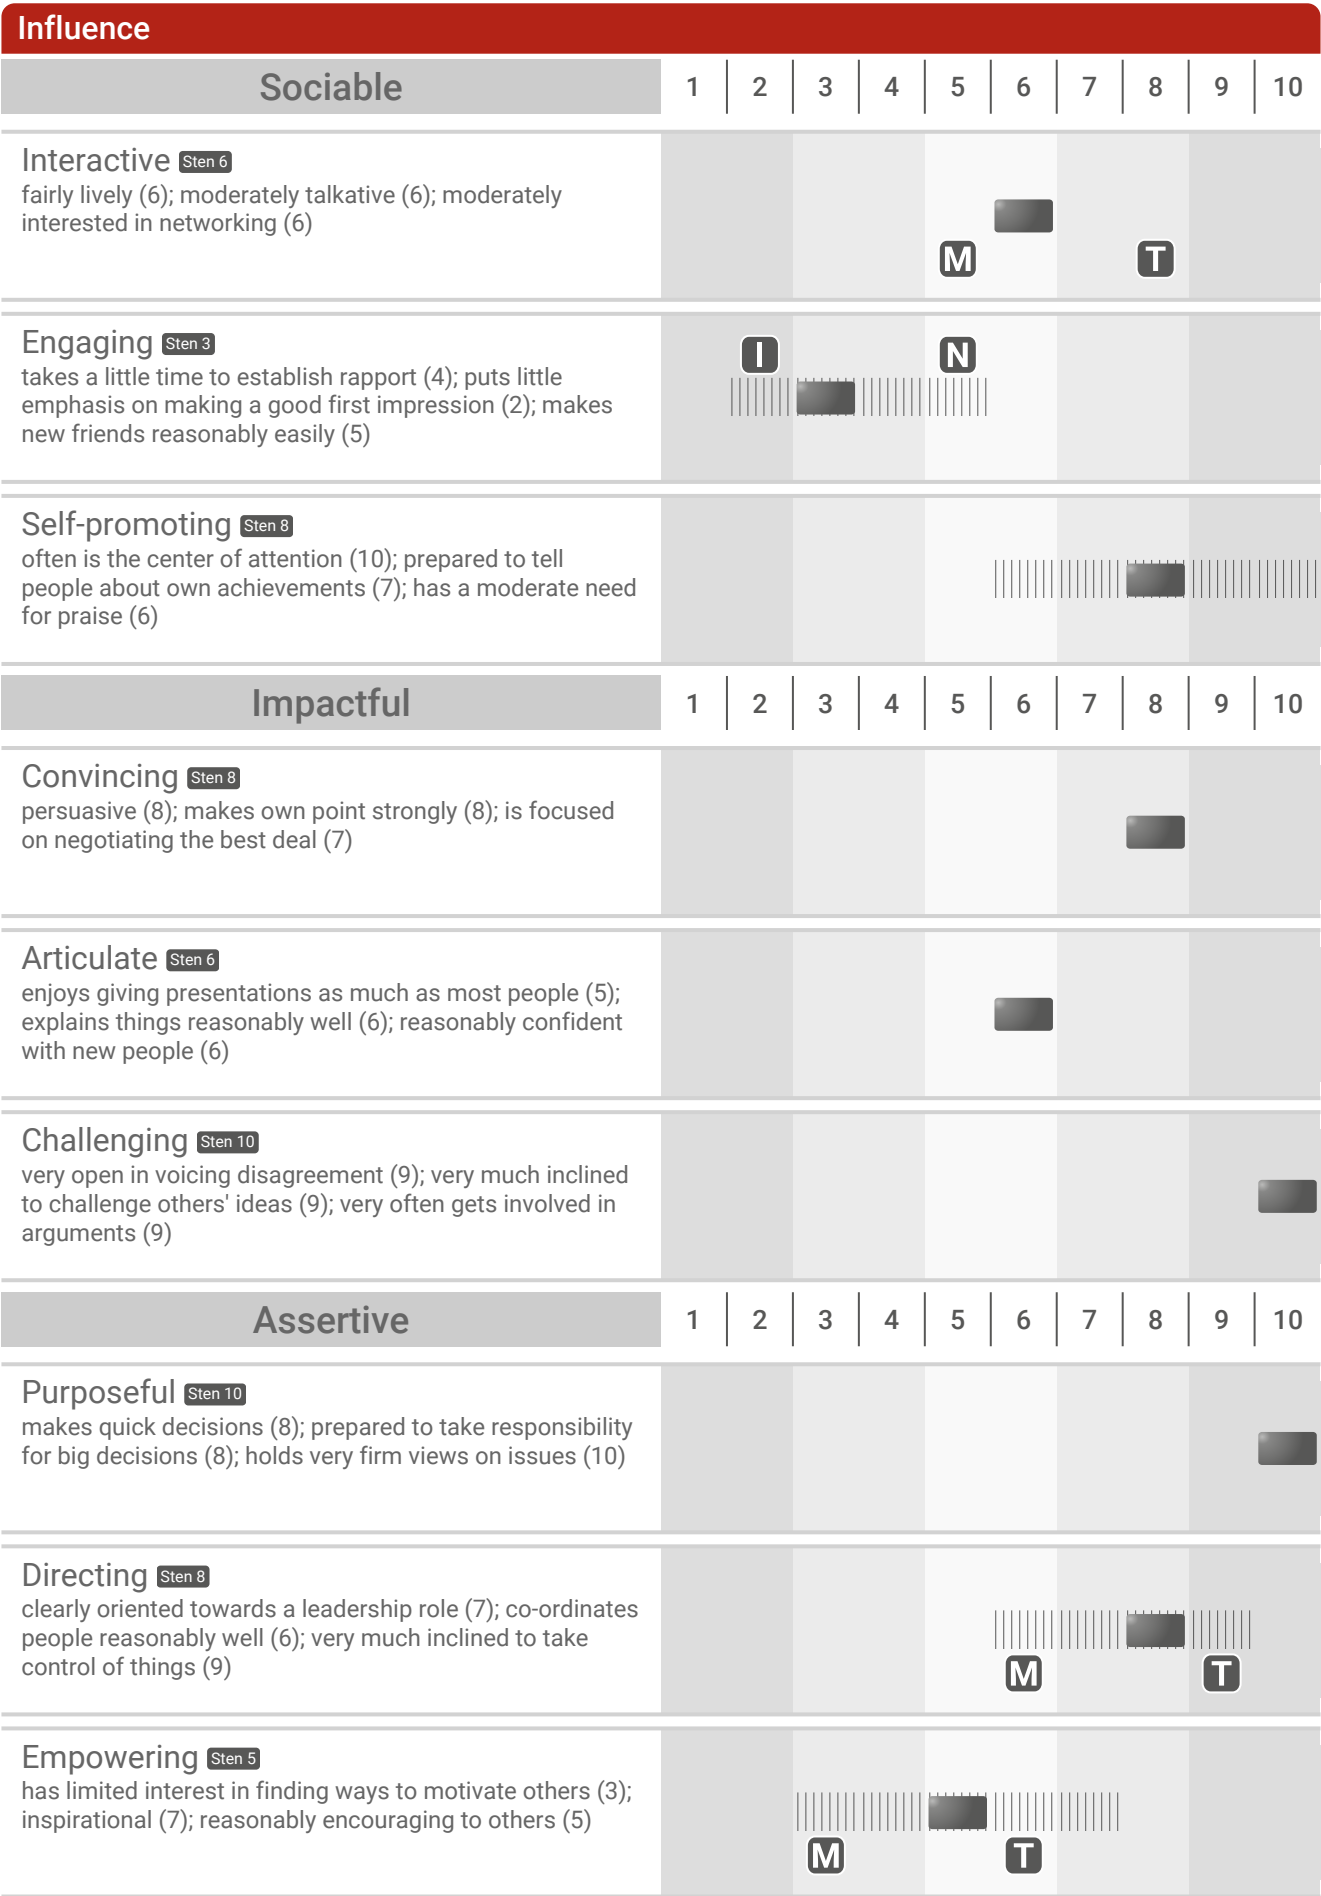 Influence
Sociable 1 2 3 4 5 6 7 8 9 10
Interactive Sten 6
fairly lively (6); moderately talkative (6); moderately
interested in networking (6)
M T
Engaging Sten 3
I N
takes a little time to establish rapport (4); puts little
emphasis on making a good first impression (2); makes
new friends reasonably easily (5)
Self-promoting Sten 8
often is the center of attention (10); prepared to tell
people about own achievements (7); has a moderate need
for praise (6)
Impactful 1 2 3 4 5 6 7 8 9 10
Convincing Sten 8
persuasive (8); makes own point strongly (8); is focused
on negotiating the best deal (7)
Articulate Sten 6
enjoys giving presentations as much as most people (5);
explains things reasonably well (6); reasonably confident
with new people (6)
Challenging Sten 10
very open in voicing disagreement (9); very much inclined
to challenge others' ideas (9); very often gets involved in
arguments (9)
Assertive 1 2 3 4 5 6 7 8 9 10
Purposeful Sten 10
makes quick decisions (8); prepared to take responsibility
for big decisions (8); holds very firm views on issues (10)
Directing Sten 8
clearly oriented towards a leadership role (7); co-ordinates
people reasonably well (6); very much inclined to take
control of things (9)
M T
Empowering Sten 5
has limited interest in finding ways to motivate others (3);
inspirational (7); reasonably encouraging to others (5)
M T